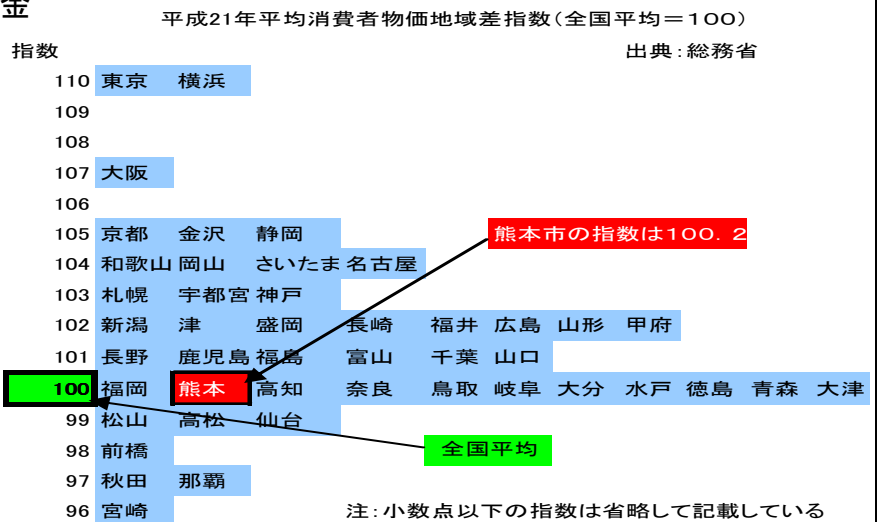 金
平成21年平均消費者物価地域差指数(全国平均=100)
指数 出典:総務省
110 東京 横浜
109
108
107 大阪
106
105 京都 金沢 静岡 熊本市の指数は100.2
104 和歌山 岡山 さいたま 名古屋
103 札幌 宇都宮 神戸
102 新潟 津 盛岡 長崎 福井 広島 山形 甲府
101 長野 鹿児島 福島 富山 千葉 山口
100 福岡 熊本 高知 奈良 鳥取 岐阜 大分 水戸 徳島 青森 大津
99 松山 高松 仙台
98 前橋 全国平均
97 秋田 那覇
96 宮崎 注:小数点以下の指数は省略して記載している